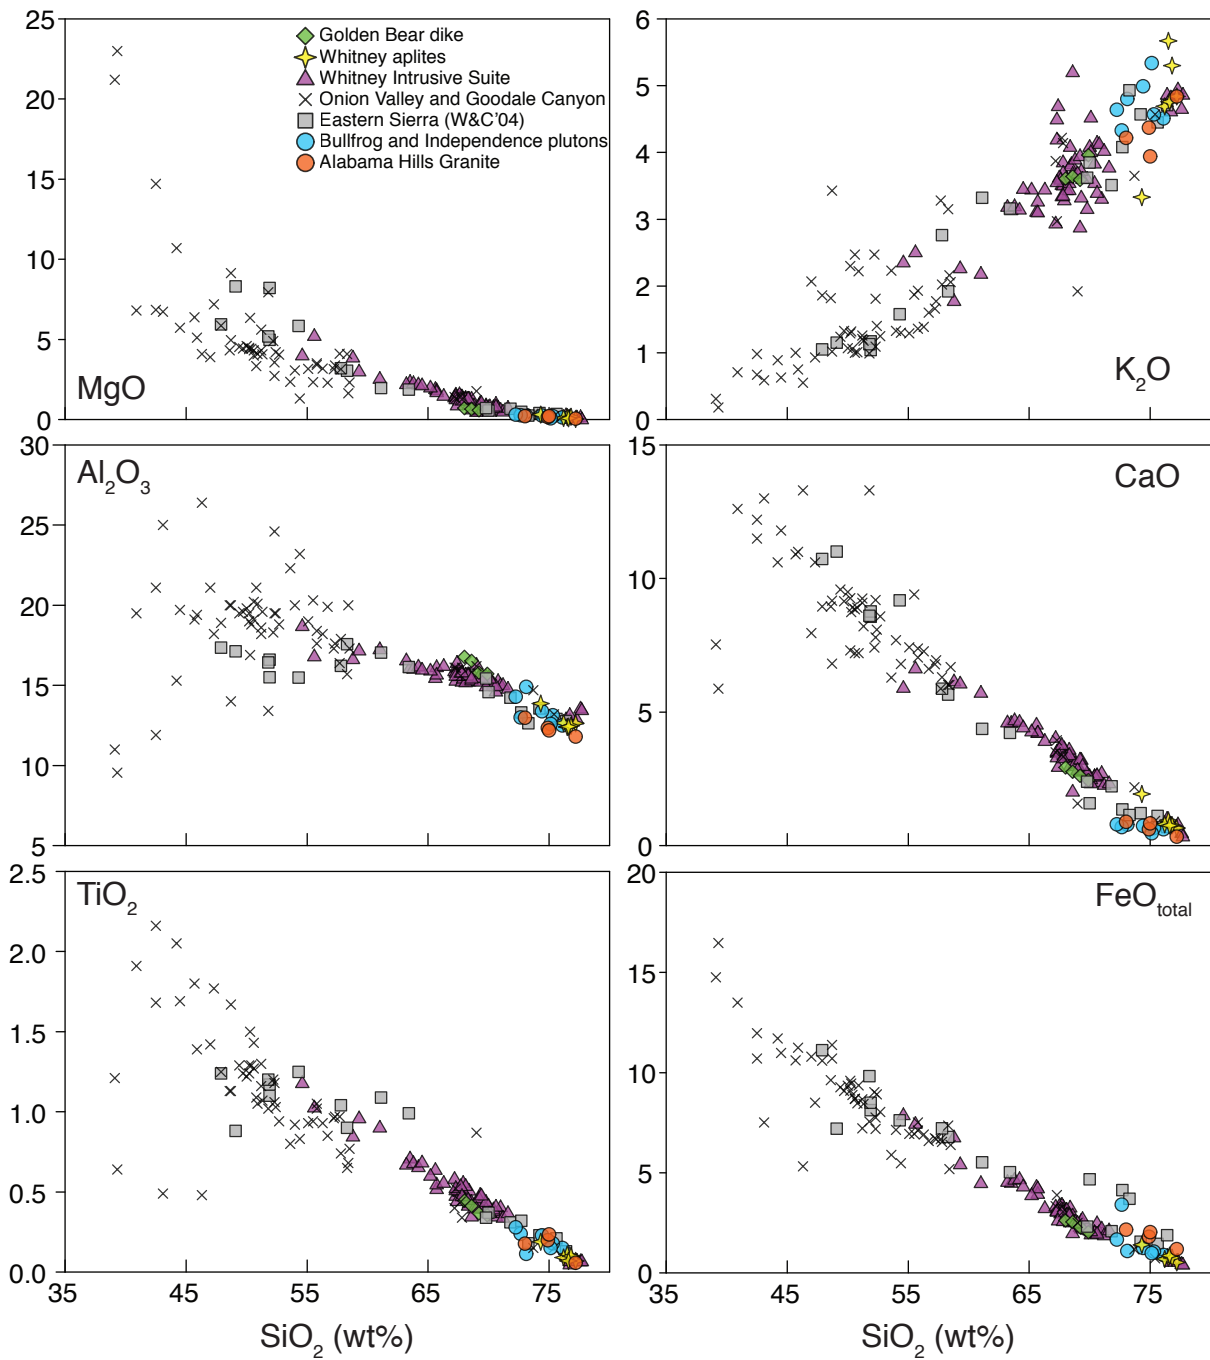 25
20
15
10
5
0
MgO
Golden Bear dike
Whitney aplites
Whitney Intrusive Suite
Onion Valley and Goodale Canyon
Eastern Sierra (W&C'04)
Bullfrog and Independence plutons
Alabama Hills Granite
6
5
4
3
2
1
0
K₂O
30
25
20
15
10
5
Al₂O₃
15
10
5
0
CaO
2.5
2.0
1.5
1.0
0.5
0.0
TiO₂
35
45
55
65
75
SiO₂ (wt%)
20
15
10
5
0
FeO total
35
45
55
65
75
SiO₂ (wt%)